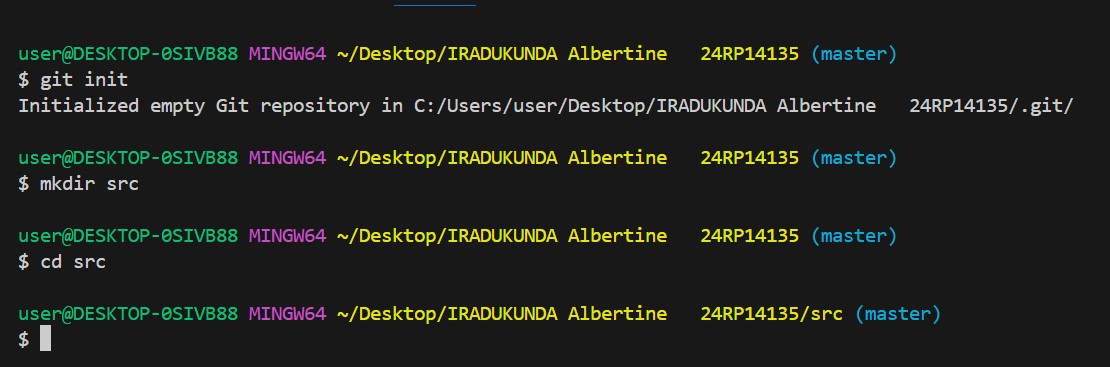 user@DESKTOP-0SIVB88 MINGW64 ~/Desktop/IRADUKUNDA Albertine   24RP14135 (master)
$ git init
Initialized empty Git repository in C:/Users/user/Desktop/IRADUKUNDA Albertine   24RP14135/.git/
user@DESKTOP-0SIVB88 MINGW64 ~/Desktop/IRADUKUNDA Albertine   24RP14135 (master)
$ mkdir src
user@DESKTOP-0SIVB88 MINGW64 ~/Desktop/IRADUKUNDA Albertine   24RP14135 (master)
$ cd src
user@DESKTOP-0SIVB88 MINGW64 ~/Desktop/IRADUKUNDA Albertine   24RP14135/src (master)
$